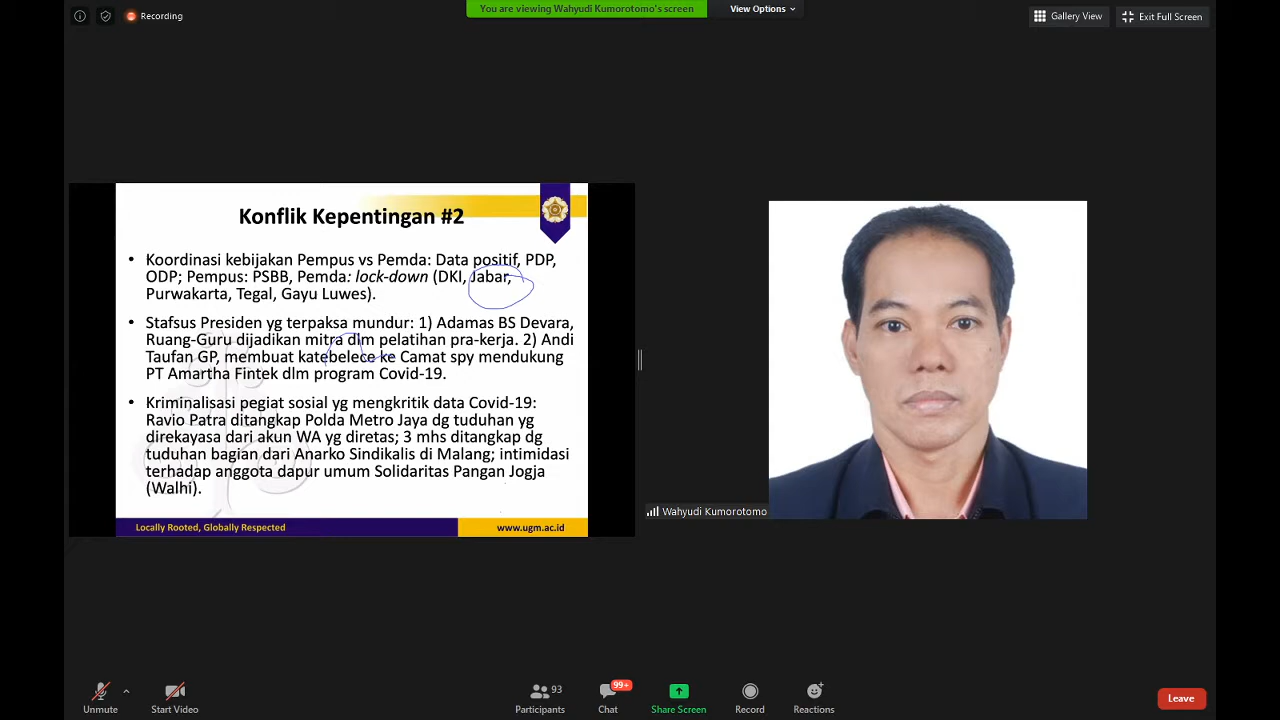 Recording
You are viewing Wahyudi Kumorotomo's screen
View Options
Gallery View
Exit Full Screen
Konflik Kepentingan #2
• Koordinasi kebijakan Pempus vs Pemda: Data positif, PDP,
ODP; Pempus: PSBB, Pemda: lock-down (DKI, Jabar,
Purwakarta, Tegal, Gayu Luwes).
• Stafsus Presiden yg terpaksa mundur: 1) Adamas BS Devara,
Ruang-Guru dijadikan mitra dlm pelatihan pra-kerja. 2) Andi
Taufan GP, membuat katebelece ke Camat spy mendukung
PT Amartha Fintek dlm program Covid-19.
• Kriminalisasi pegiat sosial yg mengkritik data Covid-19:
Ravio Patra ditangkap Polda Metro Jaya dg tuduhan yg
direkayasa dari akun WA yg diretas; 3 mhs ditangkap dg
tuduhan bagian dari Anarko Sindikalis di Malang; intimidasi
terhadap anggota dapur umum Solidaritas Pangan Jogja
(Walhi).
Locally Rooted, Globally Respected
www.ugm.ac.id
Wahyudi Kumorotomo
Unmute
Start Video
93
Participants
99+
Chat
Share Screen
Record
Reactions
Leave